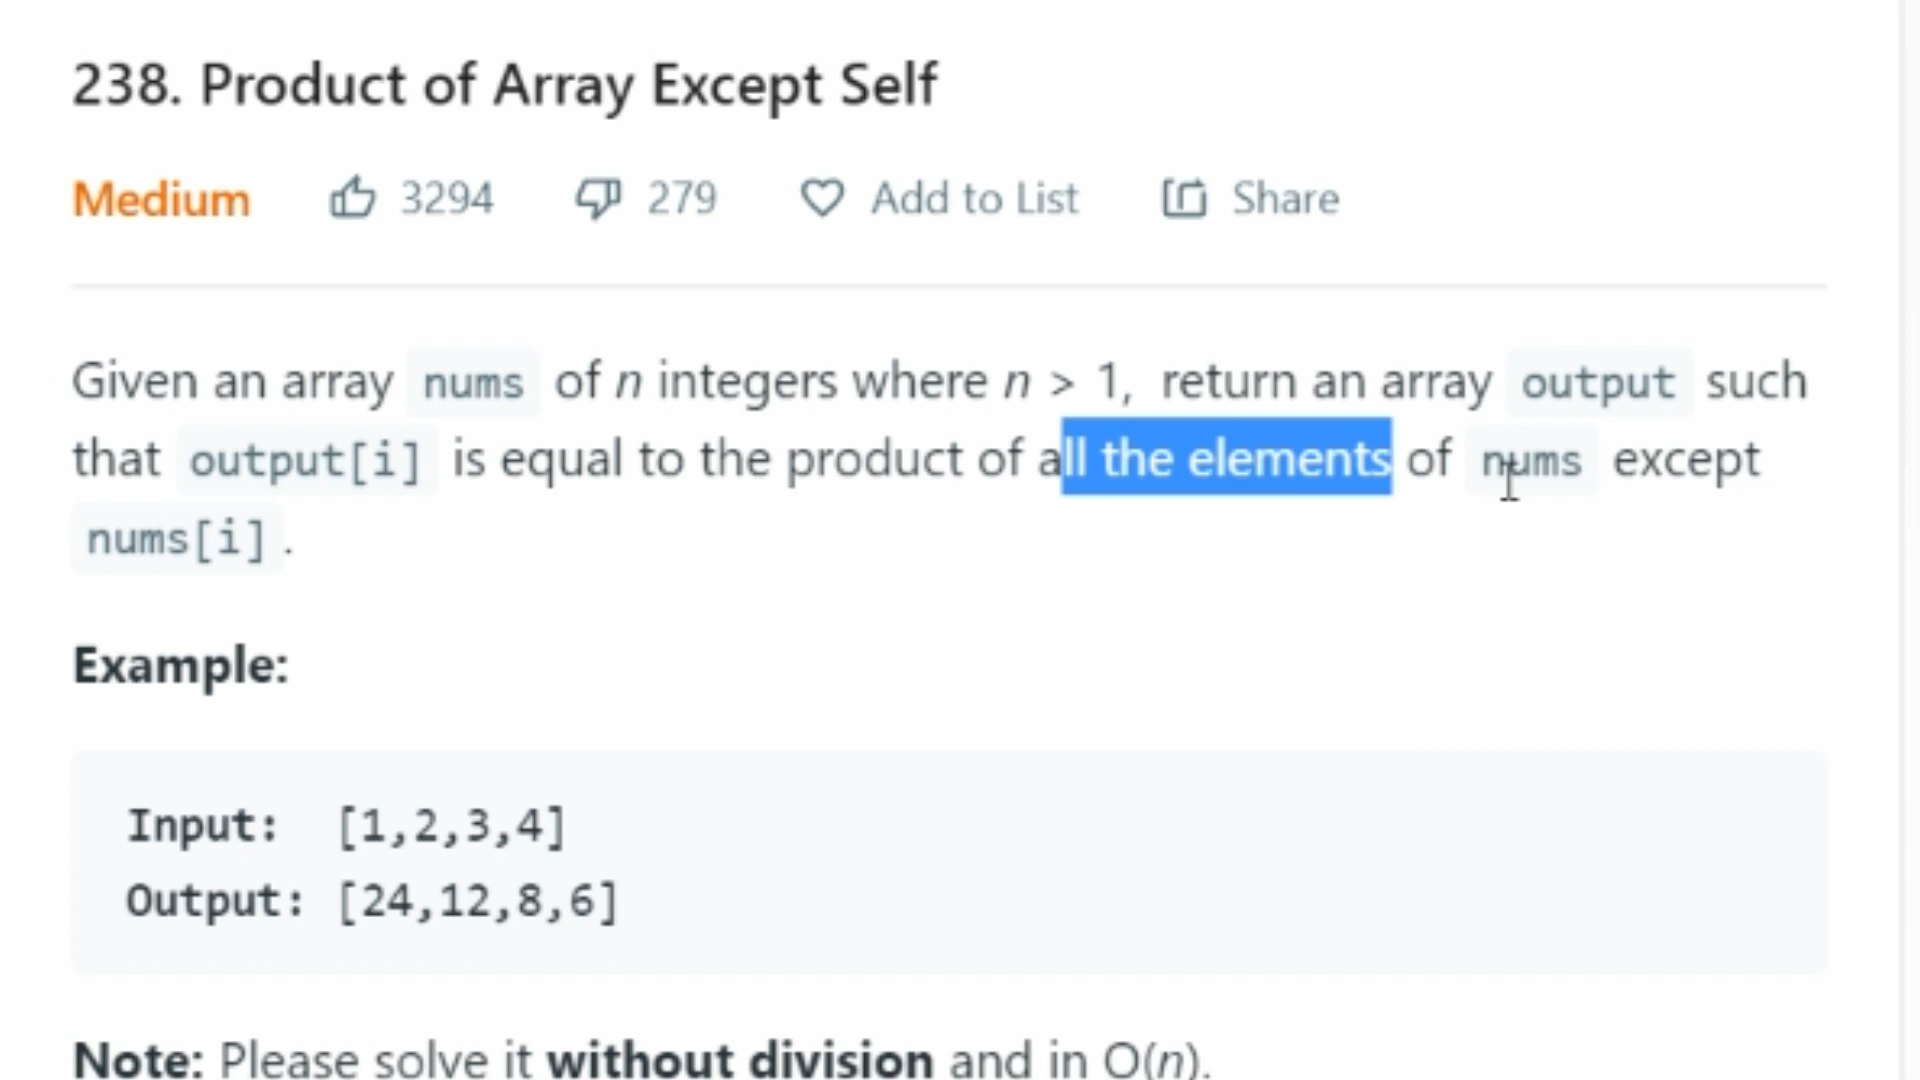 238. Product of Array Except Self
Medium 3294 279 Add to List Share
Given an array nums of n integers where n > 1, return an array output such
that output[i] is equal to the product of all the elements of nums except
nums[i].
Example:
Input: [1,2,3,4]
Output: [24,12,8,6]
Note: Please solve it without division and in O(n).